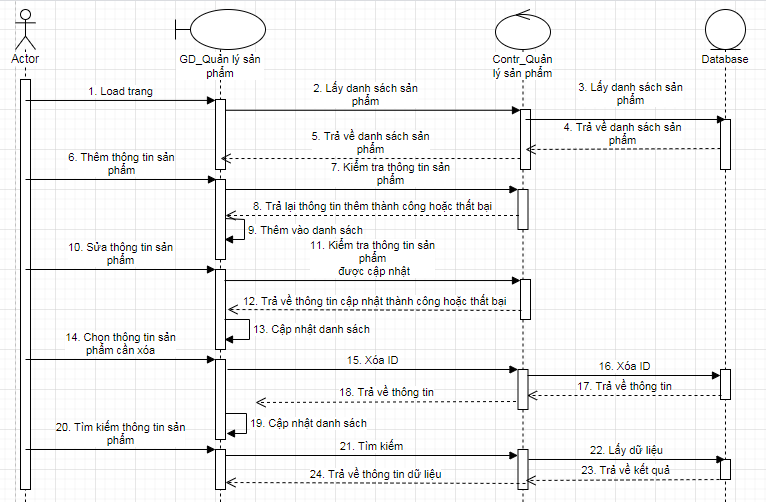 Actor
GD_Quản lý sản
phẩm
Contr_Quản
lý sản phẩm
Database
1. Load trang
2. Lấy danh sách sản
phẩm
3. Lấy danh sách sản
phẩm
4. Trả về danh sách sản
phẩm
5. Trả về danh sách sản
phẩm
6. Thêm thông tin sản
phẩm
7. Kiểm tra thông tin sản
phẩm
8. Trả lại thông tin thêm thành công hoặc thất bại
9. Thêm vào danh sách
10. Sửa thông tin sản
phẩm
11. Kiểm tra thông tin sản
phẩm
được cập nhật
12. Trả về thông tin cập nhật thành công hoặc thất bại
13. Cập nhật danh sách
14. Chọn thông tin sản
phẩm cần xóa
15. Xóa ID
16. Xóa ID
17. Trả về thông tin
18. Trả về thông tin
19. Cập nhật danh sách
20. Tìm kiếm thông tin sản
phẩm
21. Tìm kiếm
22. Lấy dữ liệu
23. Trả về kết quả
24. Trả về thông tin dữ liệu